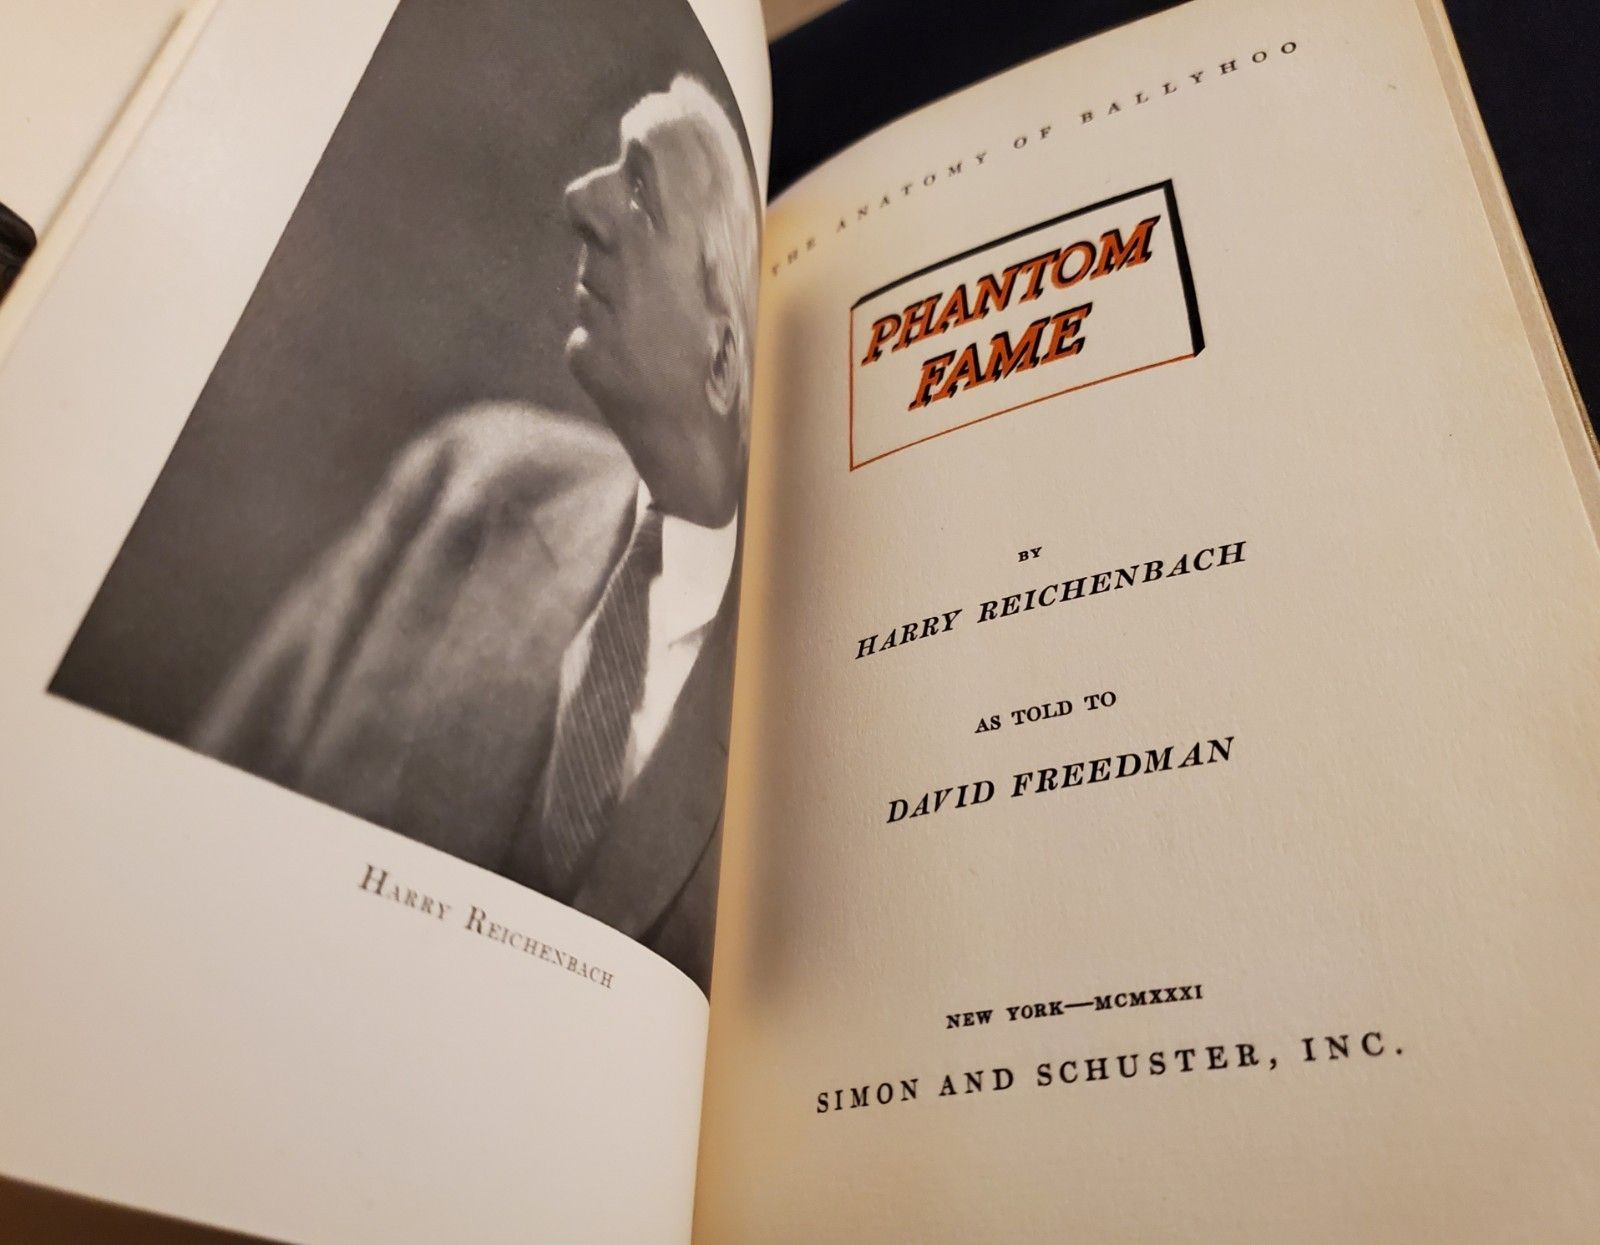 HARRY REICHENBACH
THE ANATOMY OF BALLYHOO
PHANTOM
FAME
BY
HARRY REICHENBACH
AS TOLD TO
DAVID FREEDMAN
NEW YORK—MCMXXXI
SIMON AND SCHUSTER, INC.